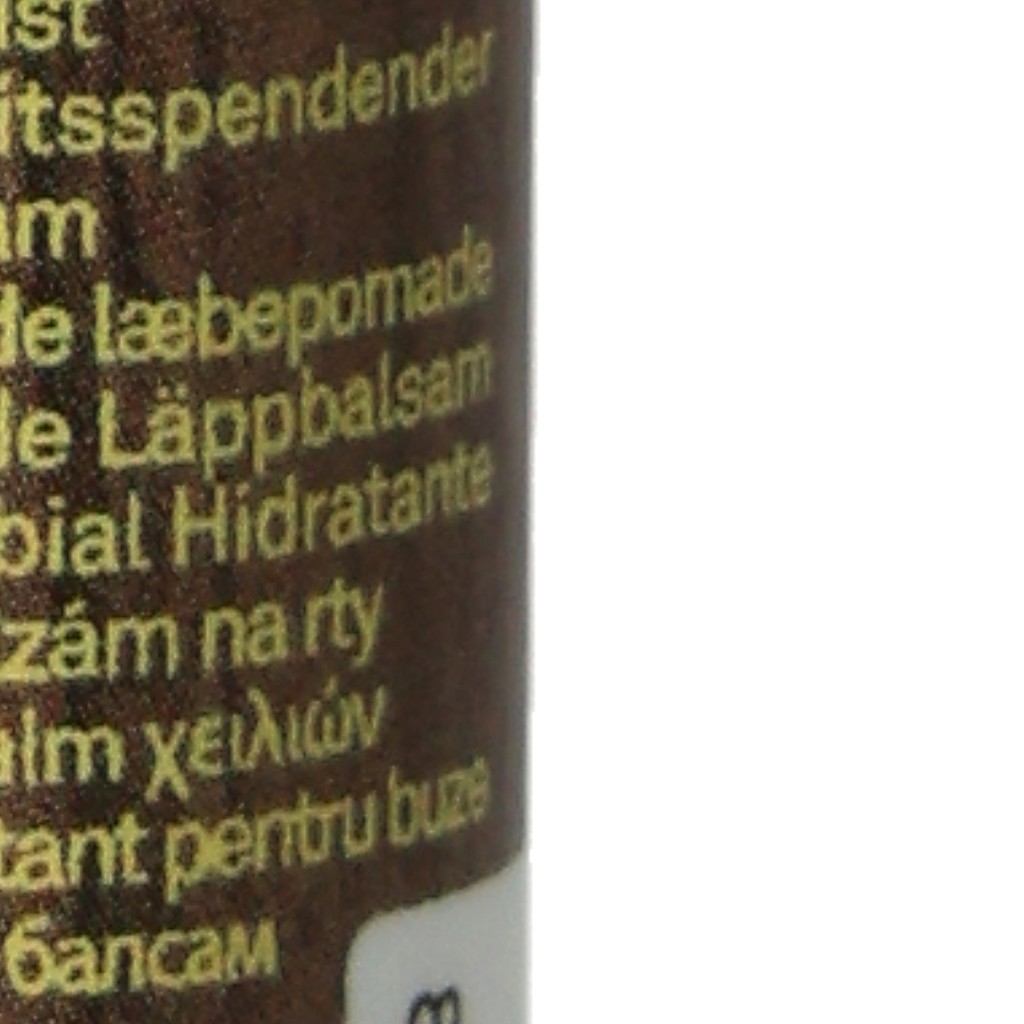 ist
itsspendender
am
de læbepomade
de Läppbalsam
bial Hidratante
zám na rty
alm χειλιών
tant pentru buze
балсам